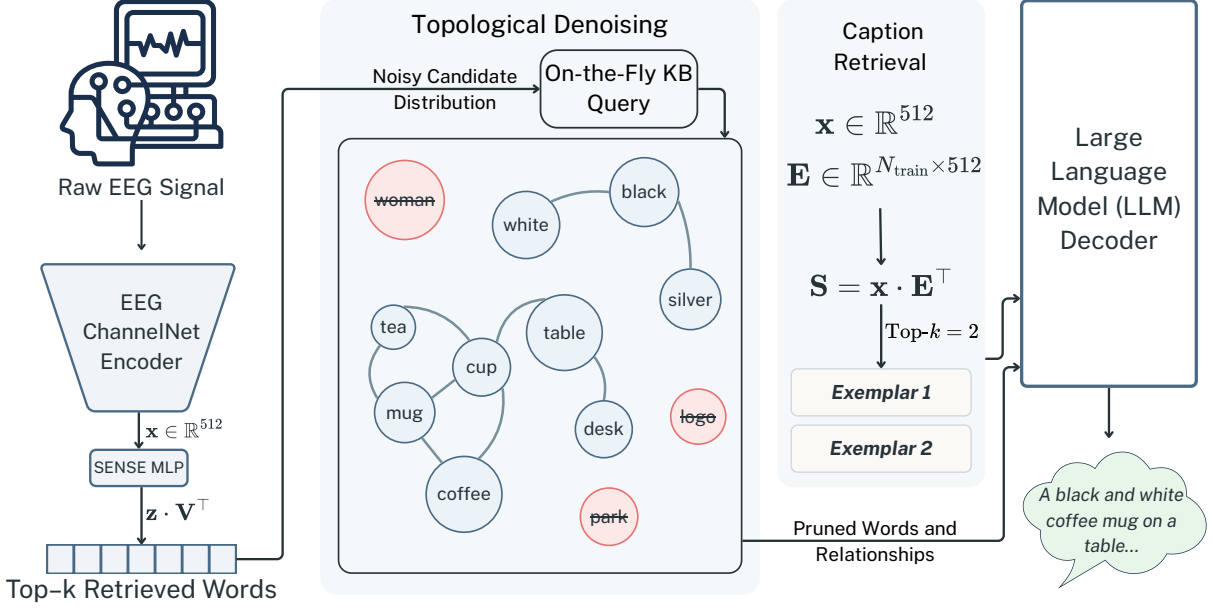 Raw EEG Signal
EEG
ChannelNet
Encoder
x ∈ ℝ^512
SENSE MLP
z · V^⊤
Top-k Retrieved Words
Topological Denoising
Noisy Candidate
Distribution
On-the-Fly KB
Query
woman
black
white
silver
tea
table
cup
mug
logo
desk
coffee
park
Pruned Words and
Relationships
Caption
Retrieval
x ∈ ℝ^512
E ∈ ℝ^{N_train×512}
S = x · E^⊤
Top-k = 2
Exemplar 1
Exemplar 2
Large
Language
Model (LLM)
Decoder
A black and white
coffee mug on a
table...